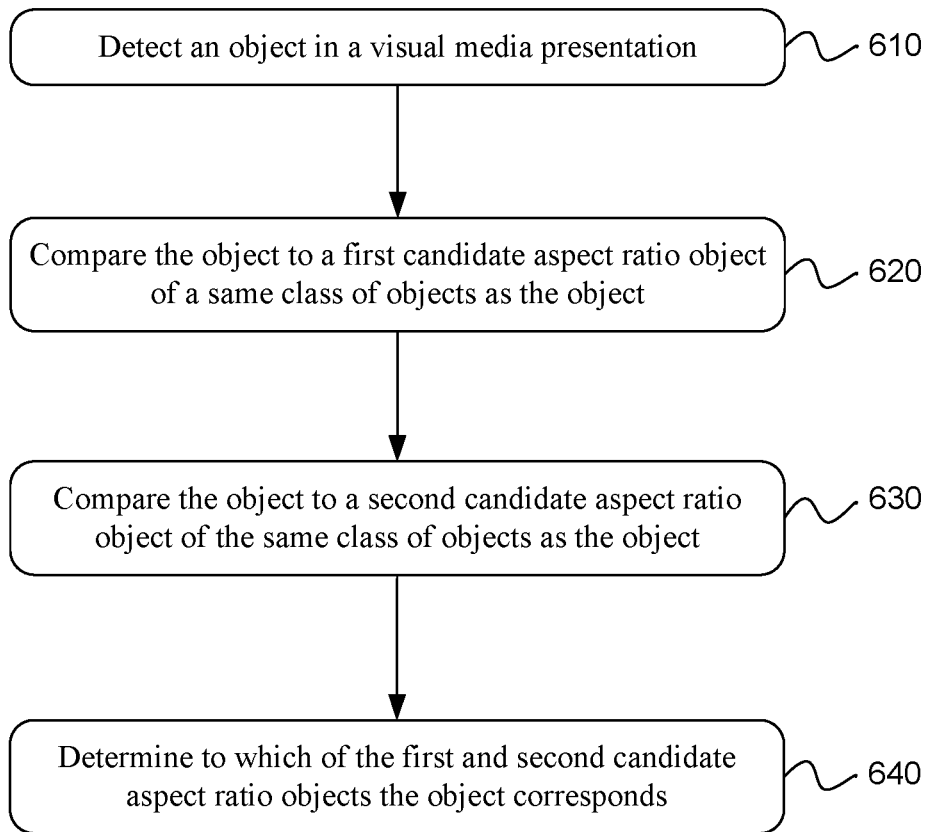 Detect an object in a visual media presentation
610
Compare the object to a first candidate aspect ratio object
of a same class of objects as the object
620
Compare the object to a second candidate aspect ratio
object of the same class of objects as the object
630
Determine to which of the first and second candidate
aspect ratio objects the object corresponds
640